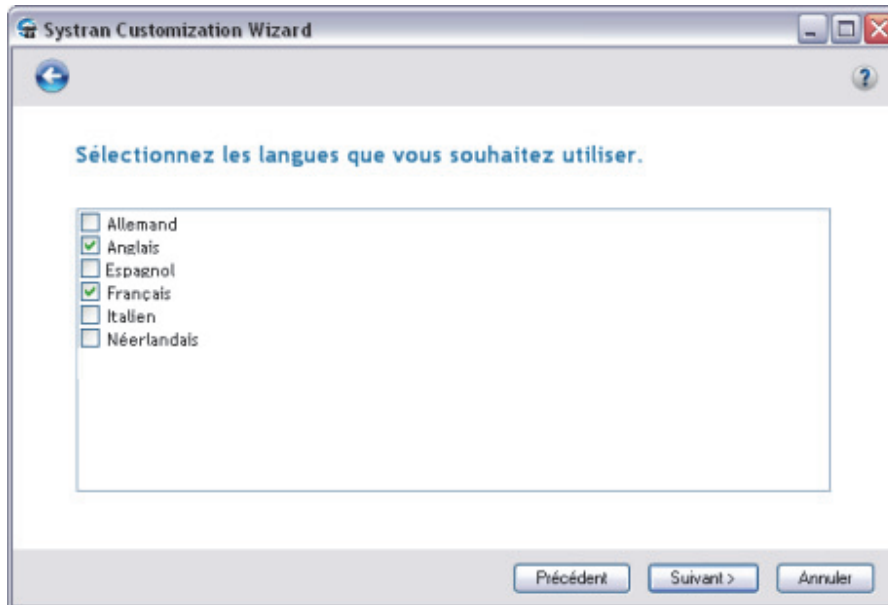 Systran Customization Wizard
?
Sélectionnez les langues que vous souhaitez utiliser.
Allemand
Anglais
Espagnol
Français
Italien
Néerlandais
Précédent Suivant > Annuler